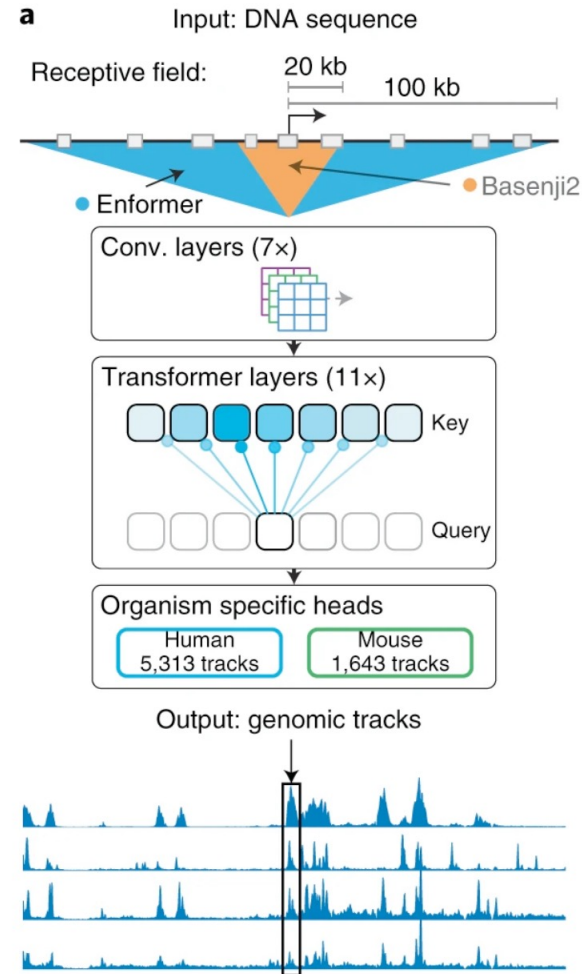 a
Input: DNA sequence
Receptive field:
20 kb
100 kb
Enformer
Basenji2
Conv. layers (7×)
Transformer layers (11×)
Key
Query
Organism specific heads
Human
5,313 tracks
Mouse
1,643 tracks
Output: genomic tracks